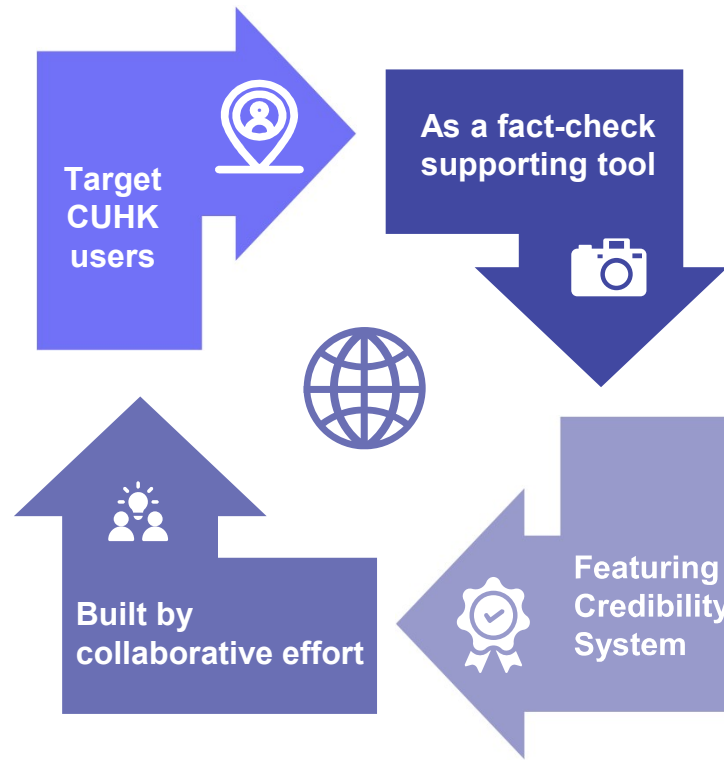 Target
CUHK
users
As a fact-check
supporting tool
Featuring
Credibility
System
Built by
collaborative effort